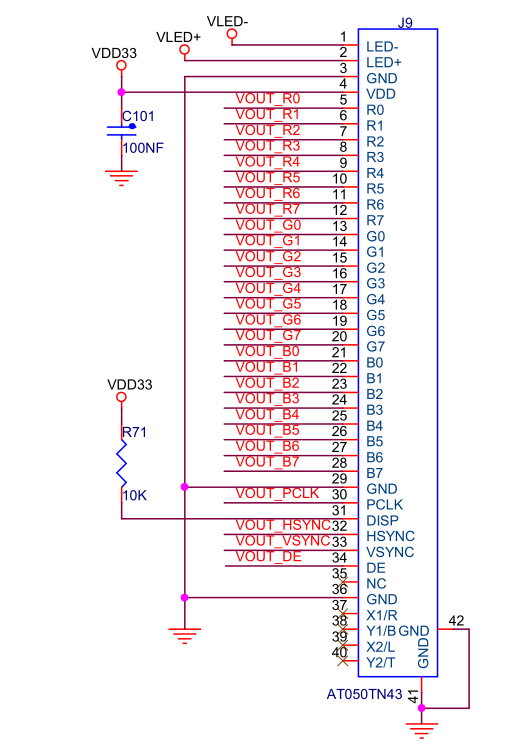 J9
VLED-
VLED+
VDD33
C101
100NF
1 LED-
2 LED+
3 GND
4 VDD
VOUT_R0 5 R0
VOUT_R1 6 R1
VOUT_R2 7 R2
VOUT_R3 8 R3
VOUT_R4 9 R4
VOUT_R5 10 R5
VOUT_R6 11 R6
VOUT_R7 12 R7
VOUT_G0 13 G0
VOUT_G1 14 G1
VOUT_G2 15 G2
VOUT_G3 16 G3
VOUT_G4 17 G4
VOUT_G5 18 G5
VOUT_G6 19 G6
VOUT_G7 20 G7
VOUT_B0 21 B0
VOUT_B1 22 B1
VOUT_B2 23 B2
VOUT_B3 24 B3
VOUT_B4 25 B4
VOUT_B5 26 B5
VOUT_B6 27 B6
VOUT_B7 28 B7
29 GND
VOUT_PCLK 30 PCLK
31 DISP
VOUT_HSYNC 32 HSYNC
VOUT_VSYNC 33 VSYNC
VOUT_DE 34 DE
35 NC
36 GND
37 X1/R
38 Y1/B
39 X2/L
40 Y2/T
VDD33
R71
10K
GND 42
GND 41
AT050TN43